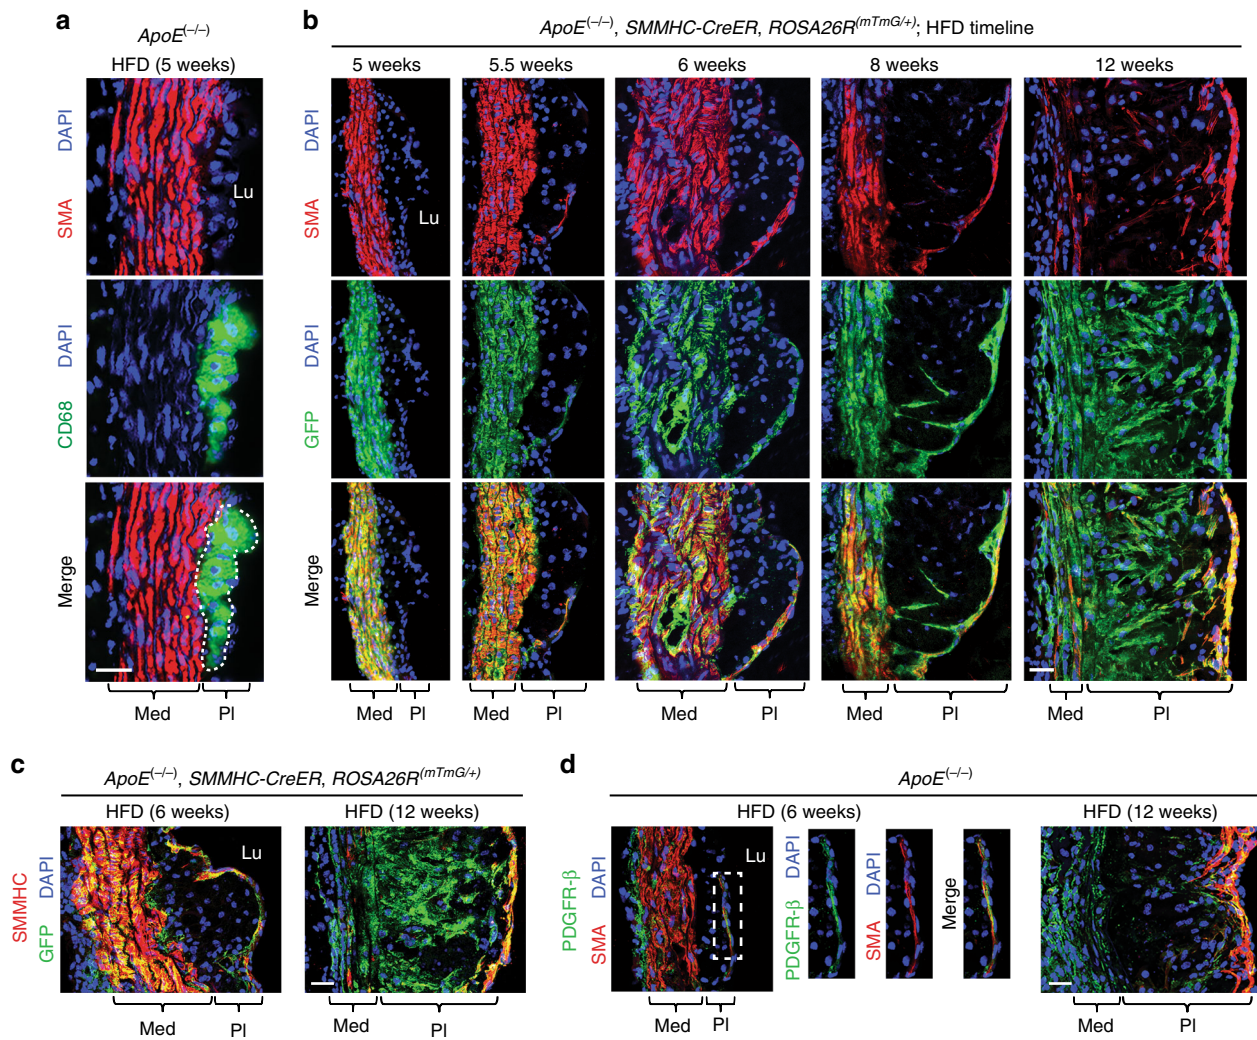 a
ApoE(–/–)
HFD (5 weeks)
SMA DAPI
Lu
CD68 DAPI
Merge
Med Pl
b
ApoE(–/–), SMMHC-CreER, ROSA26R(mTmG/+); HFD timeline
5 weeks 5.5 weeks 6 weeks 8 weeks 12 weeks
SMA DAPI
Lu
GFP DAPI
Merge
Med Pl Med Pl Med Pl Med Pl Med Pl
c
ApoE(–/–), SMMHC-CreER, ROSA26R(mTmG/+)
HFD (6 weeks) HFD (12 weeks)
SMMHC
GFP DAPI
Lu
Med Pl Med Pl
d
ApoE(–/–)
HFD (6 weeks) HFD (12 weeks)
PDGFR-β
SMA DAPI
Lu
PDGFR-β DAPI
SMA DAPI
Merge
Med Pl Med Pl